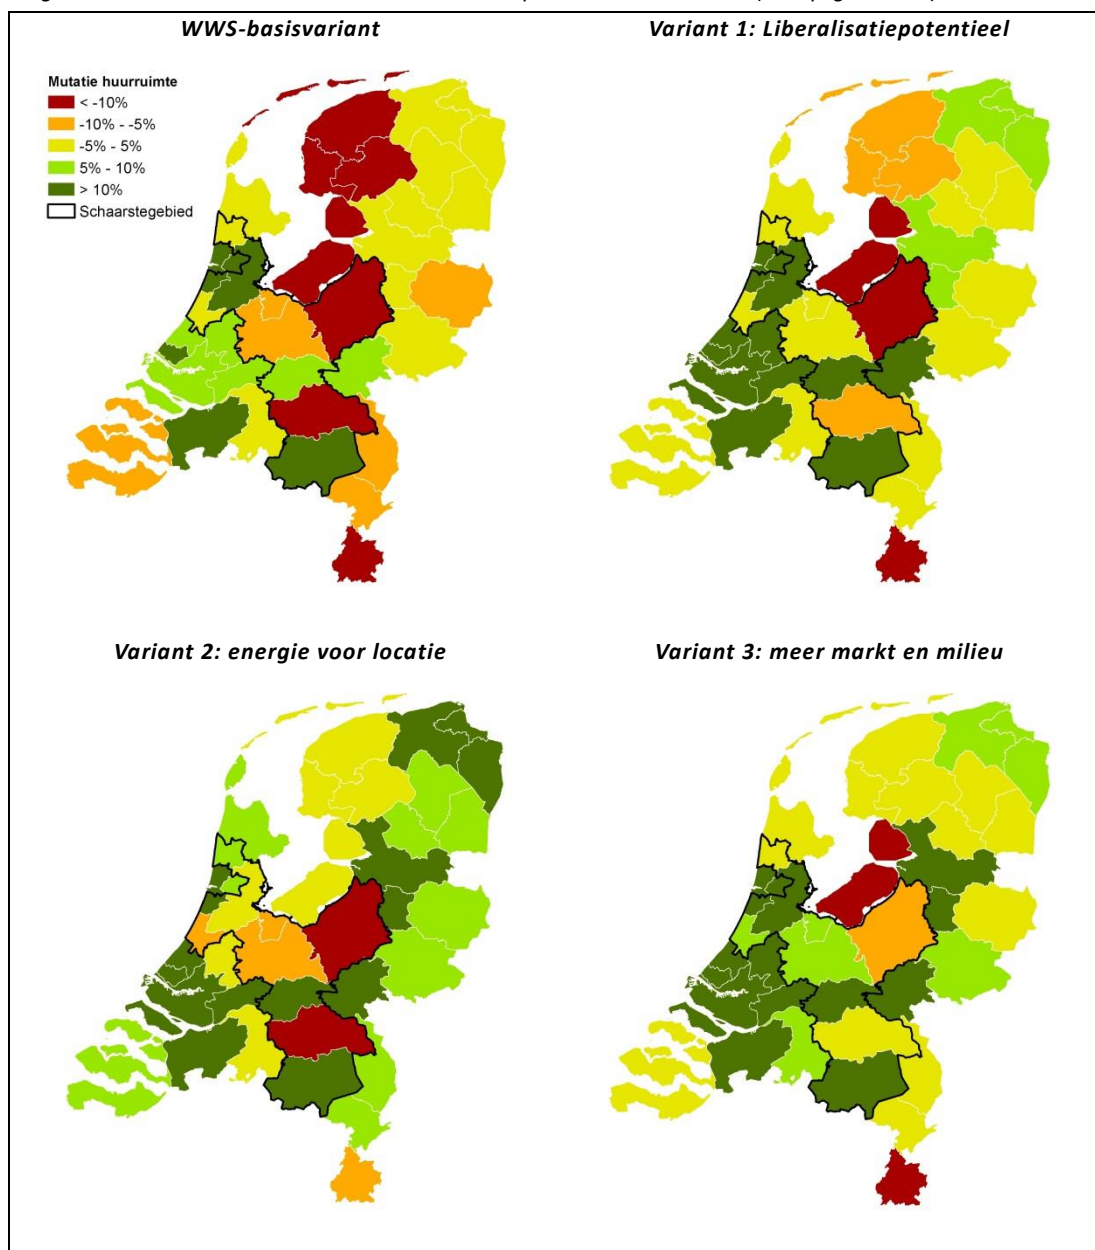 WWS-basisvariant
Variant 1: Liberalisatiepotentieel
Mutatie huurruimte
< -10%
-10% - -5%
-5% - 5%
5% - 10%
> 10%
Schaarstegebied
Variant 2: energie voor locatie
Variant 3: meer markt en milieu